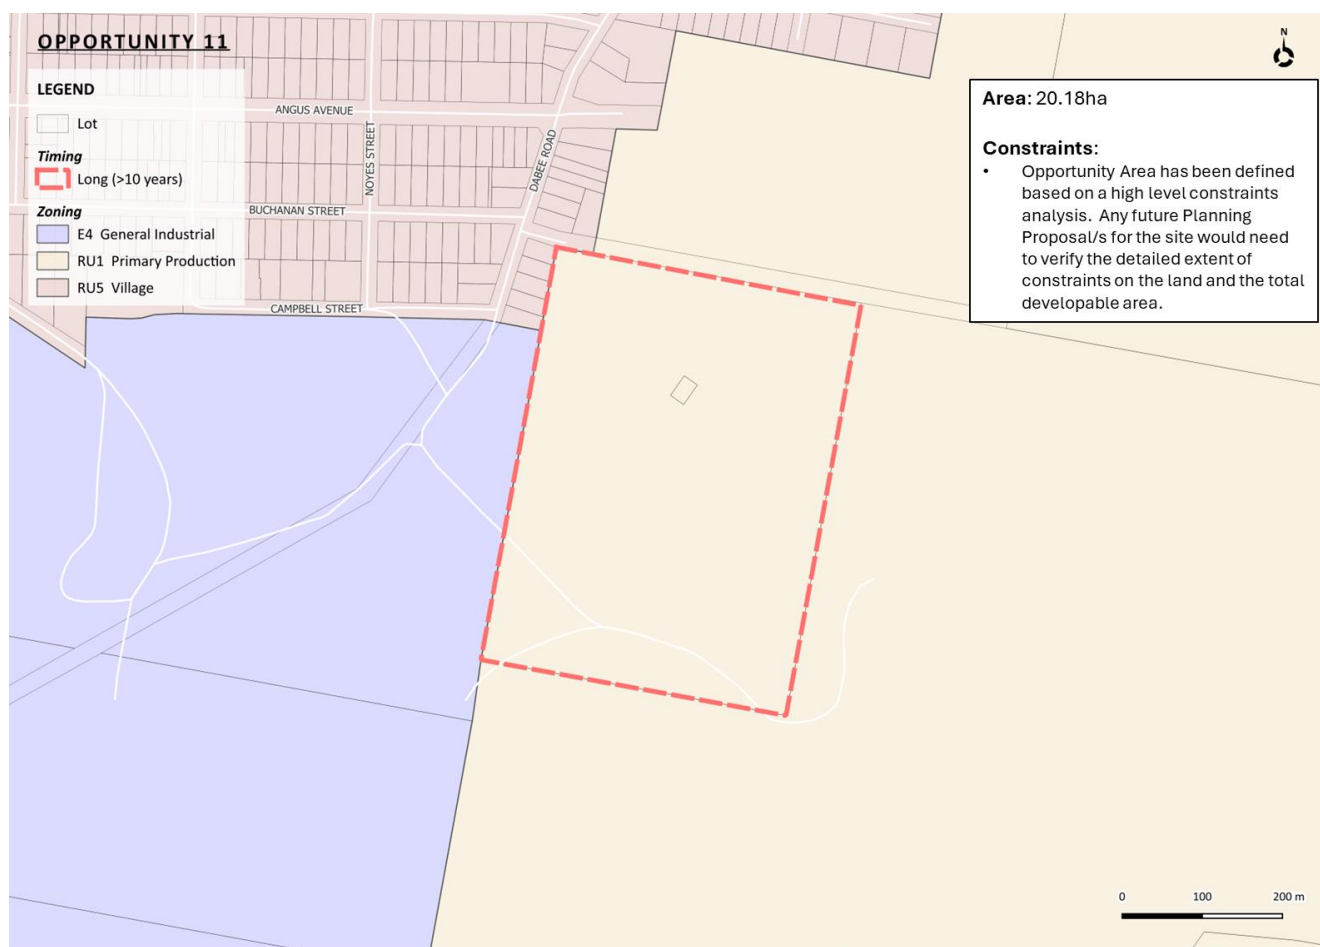 OPPORTUNITY 11
LEGEND
Lot
Timing
Long (>10 years)
Zoning
E4 General Industrial
RU1 Primary Production
RU5 Village
ANGUS AVENUE
NOYES STREET
DABEE ROAD
BUCHANAN STREET
CAMPBELL STREET
N
Area: 20.18ha
Constraints:
• Opportunity Area has been defined
based on a high level constraints
analysis. Any future Planning
Proposal/s for the site would need
to verify the detailed extent of
constraints on the land and the total
developable area.
0 100 200 m